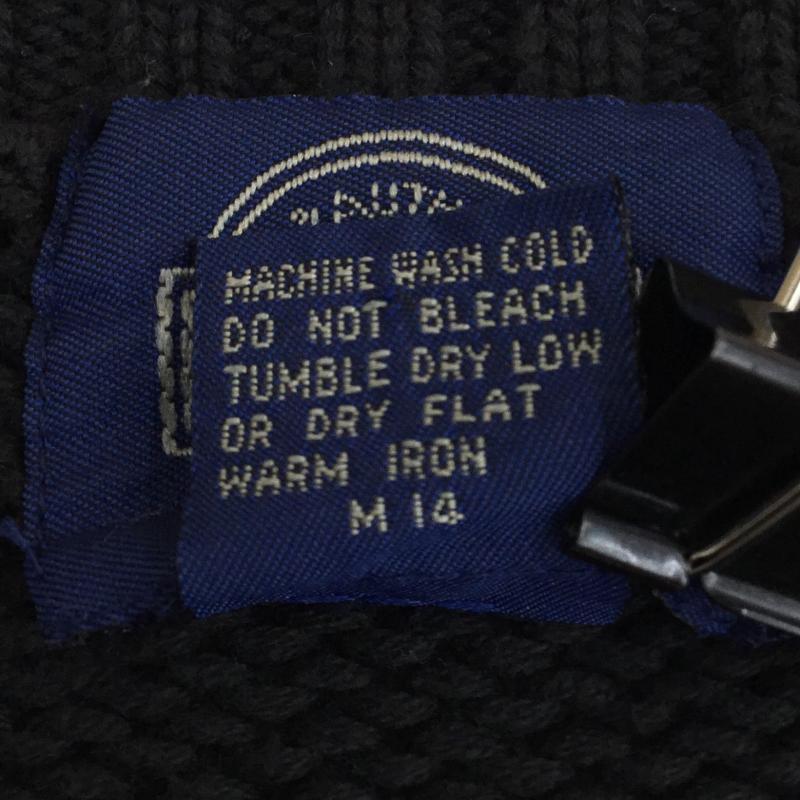 MACHINE WASH COLD
DO NOT BLEACH
TUMBLE DRY LOW
OR DRY FLAT
WARM IRON
M 14